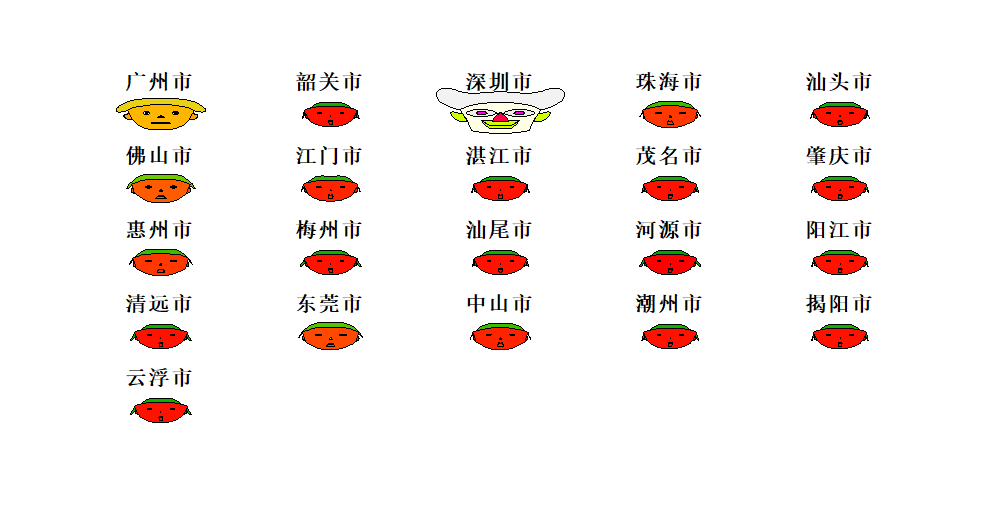 广州市 韶关市 深圳市 珠海市 汕头市
佛山市 江门市 湛江市 茂名市 肇庆市
惠州市 梅州市 汕尾市 河源市 阳江市
清远市 东莞市 中山市 潮州市 揭阳市
云浮市